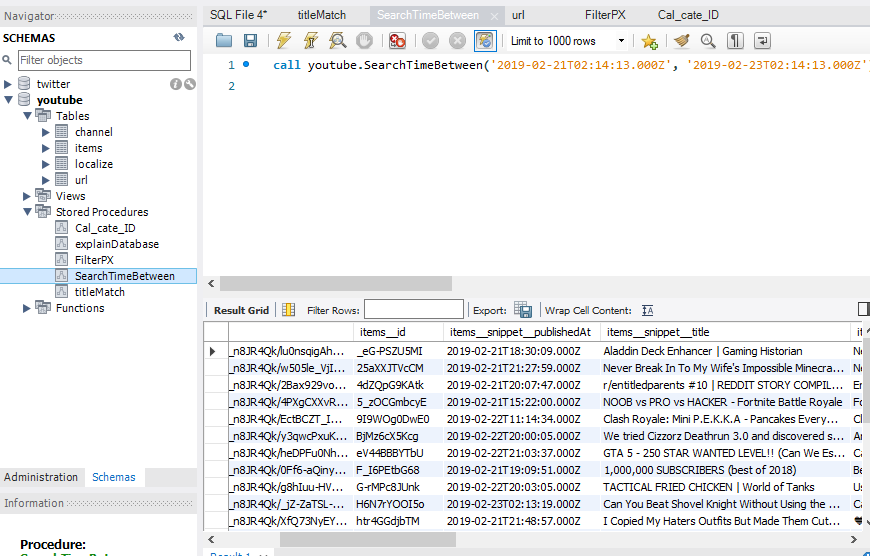 Navigator
SCHEMAS
Filter objects
twitter
youtube
Tables
channel
items
localize
url
Views
Stored Procedures
Cal_cate_ID
explainDatabase
FilterPX
SearchTimeBetween
titleMatch
Functions
Administration Schemas
Information
Procedure:
SQL File 4* titleMatch SearchTimeBetween url FilterPX Cal_cate_ID
Limit to 1000 rows
1 call youtube.SearchTimeBetween('2019-02-21T02:14:13.000Z', '2019-02-23T02:14:13.000Z'
2
Result Grid Filter Rows: Export: Wrap Cell Content:
items__id items__snippet__publishedAt items__snippet__title
_n8JR4Qk/lu0nsqigAh... _eG-PSZU5MI 2019-02-21T18:30:09.000Z Aladdin Deck Enhancer | Gaming Historian
_n8JR4Qk/w505le_VjI... 25aXXJTVcCM 2019-02-21T21:27:59.000Z Never Break In To My Wife's Impossible Minecra...
_n8JR4Qk/2Bax929vo... 4dZQpG9KAtk 2019-02-21T20:07:47.000Z r/entitledparents #10 | REDDIT STORY COMPIL...
_n8JR4Qk/4PXgCXXvR... 5_zOCGmbcyE 2019-02-21T15:22:00.000Z NOOB vs PRO vs HACKER - Fortnite Battle Royale
_n8JR4Qk/EctBCZT_I... 9I9WOg0DwE0 2019-02-22T11:14:34.000Z Clash Royale: Mini P.E.K.K.A - Pancakes Every...
_n8JR4Qk/y3qwcPxuK... BjMz6cX5Kcg 2019-02-22T20:00:05.000Z We tried Cizzorz Deathrun 3.0 and discovered s...
_n8JR4Qk/heDPFu0Nh... eV44BBBYTbU 2019-02-22T21:03:37.000Z GTA 5 - 250 STAR WANTED LEVEL!! (Can We Es...
_n8JR4Qk/0Ff6-aQiny... F_I6PEtbG68 2019-02-21T19:09:51.000Z 1,000,000 SUBSCRIBERS (best of 2018)
_n8JR4Qk/g8hIuu-HV... G-rMPc8JUnk 2019-02-22T20:05:05.000Z TACTICAL FRIED CHICKEN | World of Tanks
_n8JR4Qk/_jZ-ZaTSL-... H6N7rYOOI5o 2019-02-23T02:13:19.000Z Can You Beat Shovel Knight Without Using the ...
_n8JR4Qk/XfQ73NyEY... htr4GGdjbTM 2019-02-21T21:48:57.000Z I Copied My Haters Outfits But Made Them Cut...